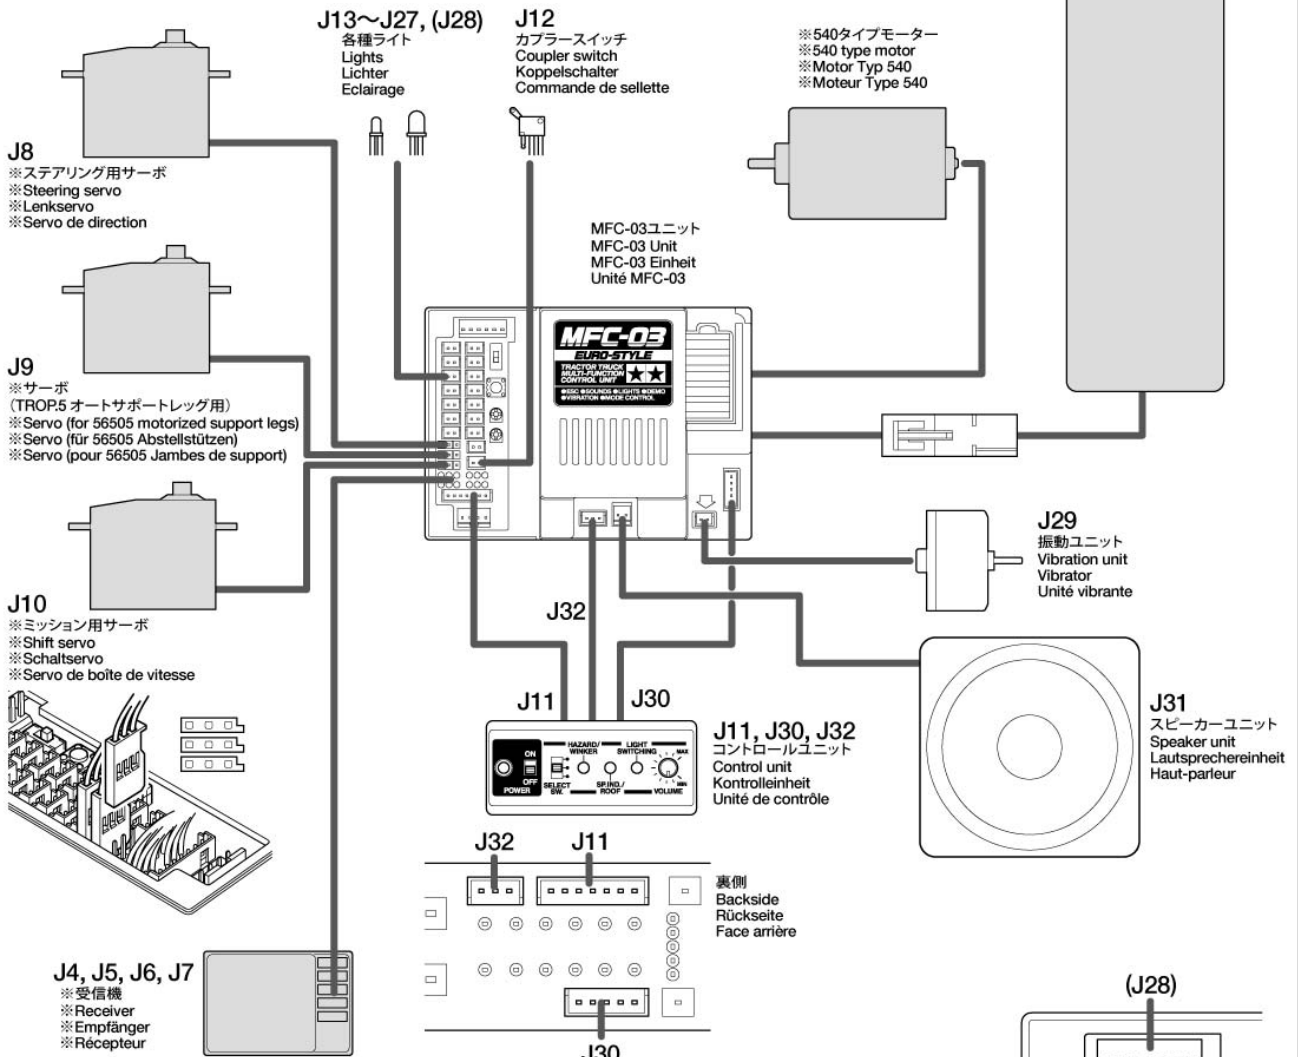 J13～J27, (J28)
各種ライト
Lights
Lichter
Eclairage
J12
カプラースイッチ
Coupler switch
Koppelschalter
Commande de sellette
※540タイプモーター
※540 type motor
※Motor Typ 540
※Moteur Type 540
J8
※ステアリング用サーボ
※Steering servo
※Lenkservo
※Servo de direction
MFC-03ユニット
MFC-03 Unit
MFC-03 Einheit
Unité MFC-03
MFC-03
EURO-STYLE
TRACTOR TRUCK
MULTI-FUNCTION
CONTROL UNIT
●ESC ●SOUNDS ●LIGHTS ●DEMO
●VIBRATION ●MODE CONTROL
J9
※サーボ
（TROP.5 オートサポートレッグ用）
※Servo (for 56505 motorized support legs)
※Servo (für 56505 Abstellstützen)
※Servo (pour 56505 Jambes de support)
J29
振動ユニット
Vibration unit
Vibrator
Unité vibrante
J10
※ミッション用サーボ
※Shift servo
※Schaltservo
※Servo de boîte de vitesse
J32
J11
J30
J11, J30, J32
コントロールユニット
Control unit
Kontrolleinheit
Unité de contrôle
ON
OFF
POWER
SELECT
SW.
HAZARD/
WINKER
SP.IND./
ROOF
LIGHT
SWITCHING
MAX
MIN
VOLUME
J31
スピーカーユニット
Speaker unit
Lautsprechereinheit
Haut-parleur
J32
J11
裏側
Backside
Rückseite
Face arrière
J30
J4, J5, J6, J7
※受信機
※Receiver
※Empfänger
※Récepteur
(J28)